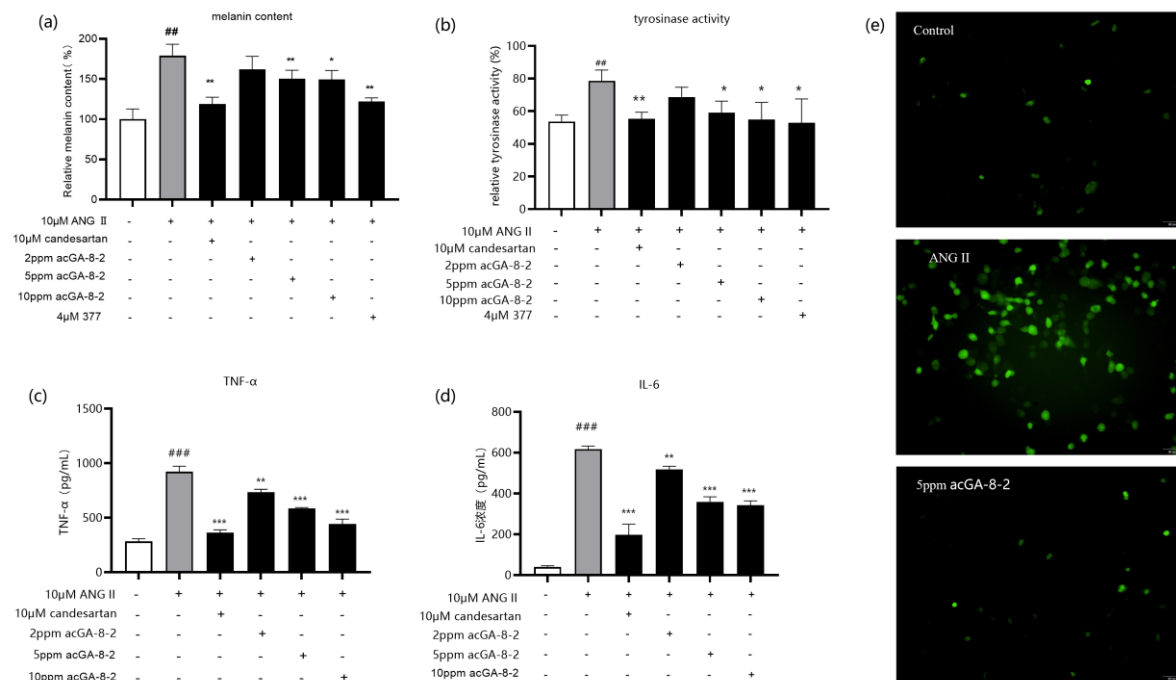 (a)
melanin content
Relative melanin content( %)
200
150
100
50
0
##
**
**
*
**
10μM ANG Ⅱ - + + + + + +
10μM candesartan - - + - - - -
2ppm acGA-8-2 - - - + - - -
5ppm acGA-8-2 - - - - + - -
10ppm acGA-8-2 - - - - - + -
4μM 377 - - - - - - +
(b)
tyrosinase activity
relative tyrosinase activity (%)
80
60
40
20
0
##
**
*
*
*
10μM ANG II - + + + + + +
10μM candesartan - - + - - - -
2ppm acGA-8-2 - - - + - - -
5ppm acGA-8-2 - - - - + - -
10ppm acGA-8-2 - - - - - + -
4μM 377 - - - - - - +
(c)
TNF-α
TNF-α (pg/mL)
1500
1000
500
0
###
***
**
***
***
10μM ANG II - + + + + +
10μM candesartan - - + - - -
2ppm acGA-8-2 - - - + - -
5ppm acGA-8-2 - - - - + -
10ppm acGA-8-2 - - - - - +
(d)
IL-6
IL-6浓度 (pg/mL)
800
600
400
200
0
###
***
**
***
***
10μM ANG II - + + + + +
10μM candesartan - - + - - -
2ppm acGA-8-2 - - - + - -
5ppm acGA-8-2 - - - - + -
10ppm acGA-8-2 - - - - - +
(e)
Control
ANG II
5ppm acGA-8-2